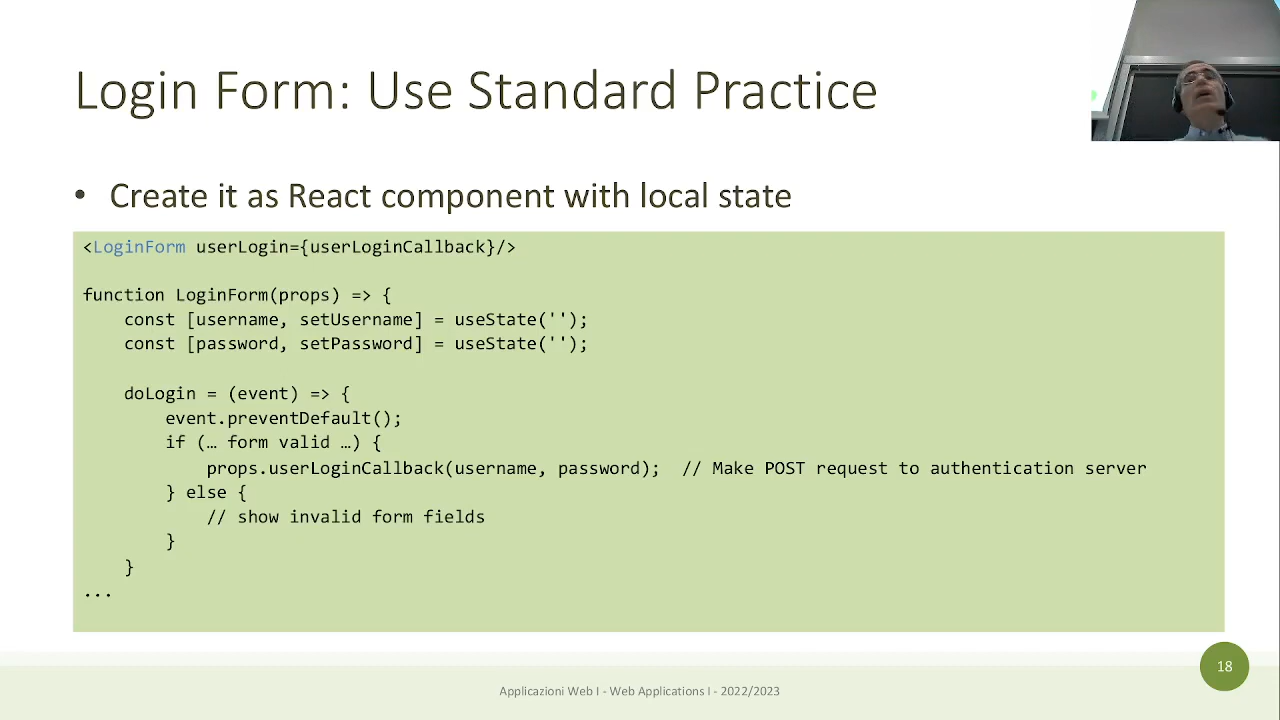 Login Form: Use Standard Practice
• Create it as React component with local state
<LoginForm userLogin={userLoginCallback}/>
function LoginForm(props) => {
    const [username, setUsername] = useState('');
    const [password, setPassword] = useState('');
    doLogin = (event) => {
        event.preventDefault();
        if (… form valid …) {
            props.userLoginCallback(username, password);  // Make POST request to authentication server
        } else {
            // show invalid form fields
        }
    }
...
18
Applicazioni Web I - Web Applications I - 2022/2023